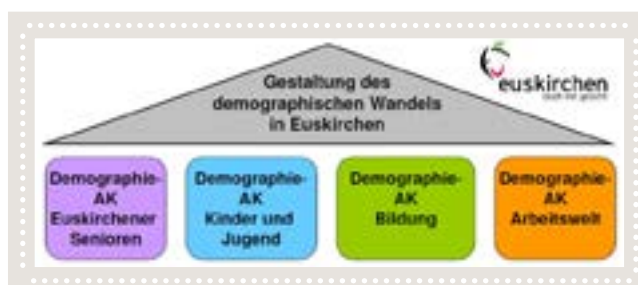 Gestaltung des
demographischen Wandels
in Euskirchen
euskirchen
Demographie-
AK
Euskirchener
Senioren
Demographie-
AK
Kinder und
Jugend
Demographie-
AK
Bildung
Demographie-
AK
Arbeitswelt